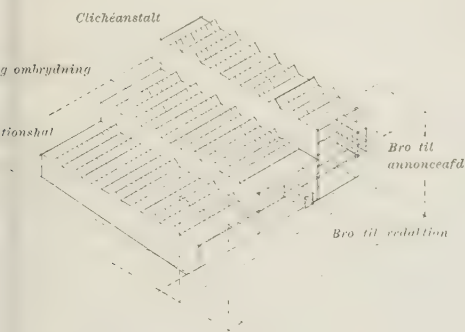 Clichéanstalt
g ombrydning
tionshal
Bro til
annonceafd
Bro til redaktion